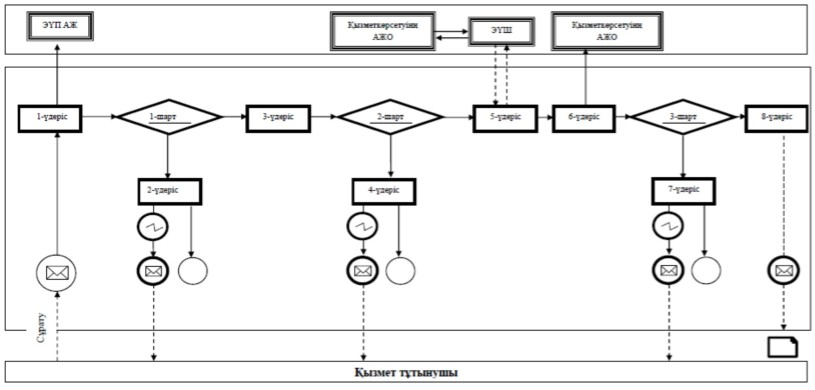 ЭҮП АЖ
Қызметкөрсетуінің
АЖО
ЭҮШ
Қызметкөрсетуінің
АЖО
1-үдеріс
1-шарт
3-үдеріс
2-шарт
5-үдеріс
6-үдеріс
3-шарт
8-үдеріс
2-үдеріс
4-үдеріс
7-үдеріс
Сұрату
Қызмет тұтынушы